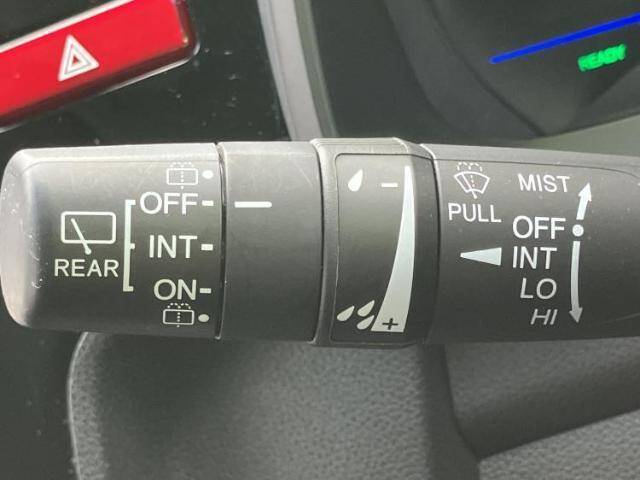 READY
REAR
OFF
INT
ON
−
+
PULL
MIST
OFF
INT
LO
HI